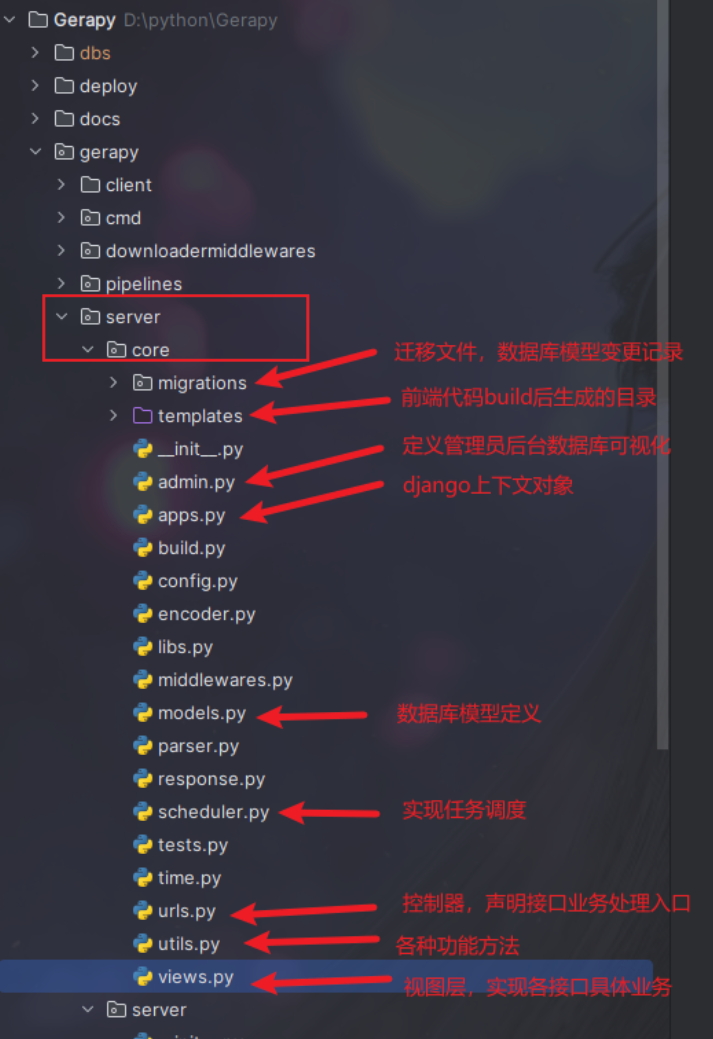 Gerapy D:\python\Gerapy
dbs
deploy
docs
gerapy
client
cmd
downloadermiddlewares
pipelines
server
core
migrations 迁移文件，数据库模型变更记录
templates 前端代码build后生成的目录
__init__.py
admin.py 定义管理员后台数据库可视化
apps.py django上下文对象
build.py
config.py
encoder.py
libs.py
middlewares.py
models.py 数据库模型定义
parser.py
response.py
scheduler.py 实现任务调度
tests.py
time.py
urls.py 控制器，声明接口业务处理入口
utils.py 各种功能方法
views.py 视图层，实现各接口具体业务
server